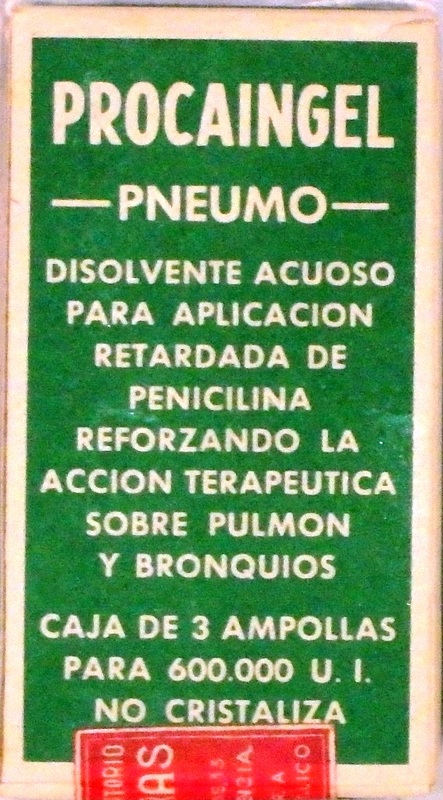 PROCAINGEL
—PNEUMO—
DISOLVENTE ACUOSO
PARA APLICACION
RETARDADA DE
PENICILINA
REFORZANDO LA
ACCION TERAPEUTICA
SOBRE PULMON
Y BRONQUIOS
CAJA DE 3 AMPOLLAS
PARA 600.000 U. I.
NO CRISTALIZA